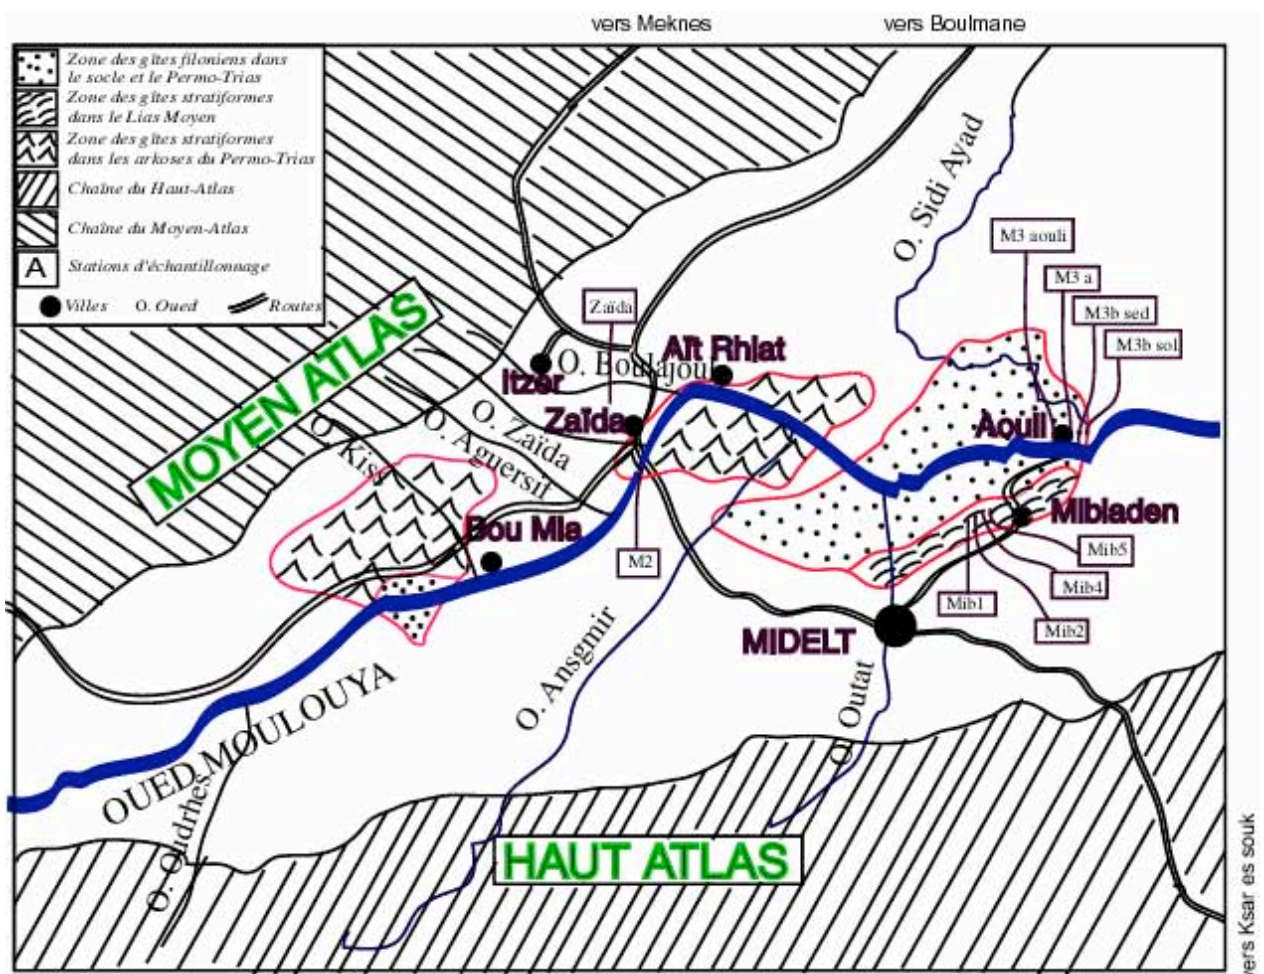 vers Meknes
vers Boulmane
Zone des gîtes filoniens dans
le socle et le Permo-Trias
Zone des gîtes stratiformes
dans le Lias Moyen
Zone des gîtes stratiformes
dans les arkoses du Permo-Trias
Chaîne du Haut-Atlas
Chaîne du Moyen-Atlas
A Stations d'échantillonnage
Villes O. Oued Routes
O. Sidi Ayad
M3 aouli
M3 a
M3b sed
M3b sol
MOYEN ATLAS
Zaïda
Aït Rhiat
O. Boulajoul
Itzer
Zaïda
O. Zaïda
O. Aguersif
O. Kiss
Aouli
Bou Mia
Mibladen
M2
Mib5
Mib4
Mib1
Mib2
MIDELT
O. Ansgmir
O. Outat
OUED MOULOUYA
O. Oudrhes
HAUT ATLAS
vers Ksar es souk